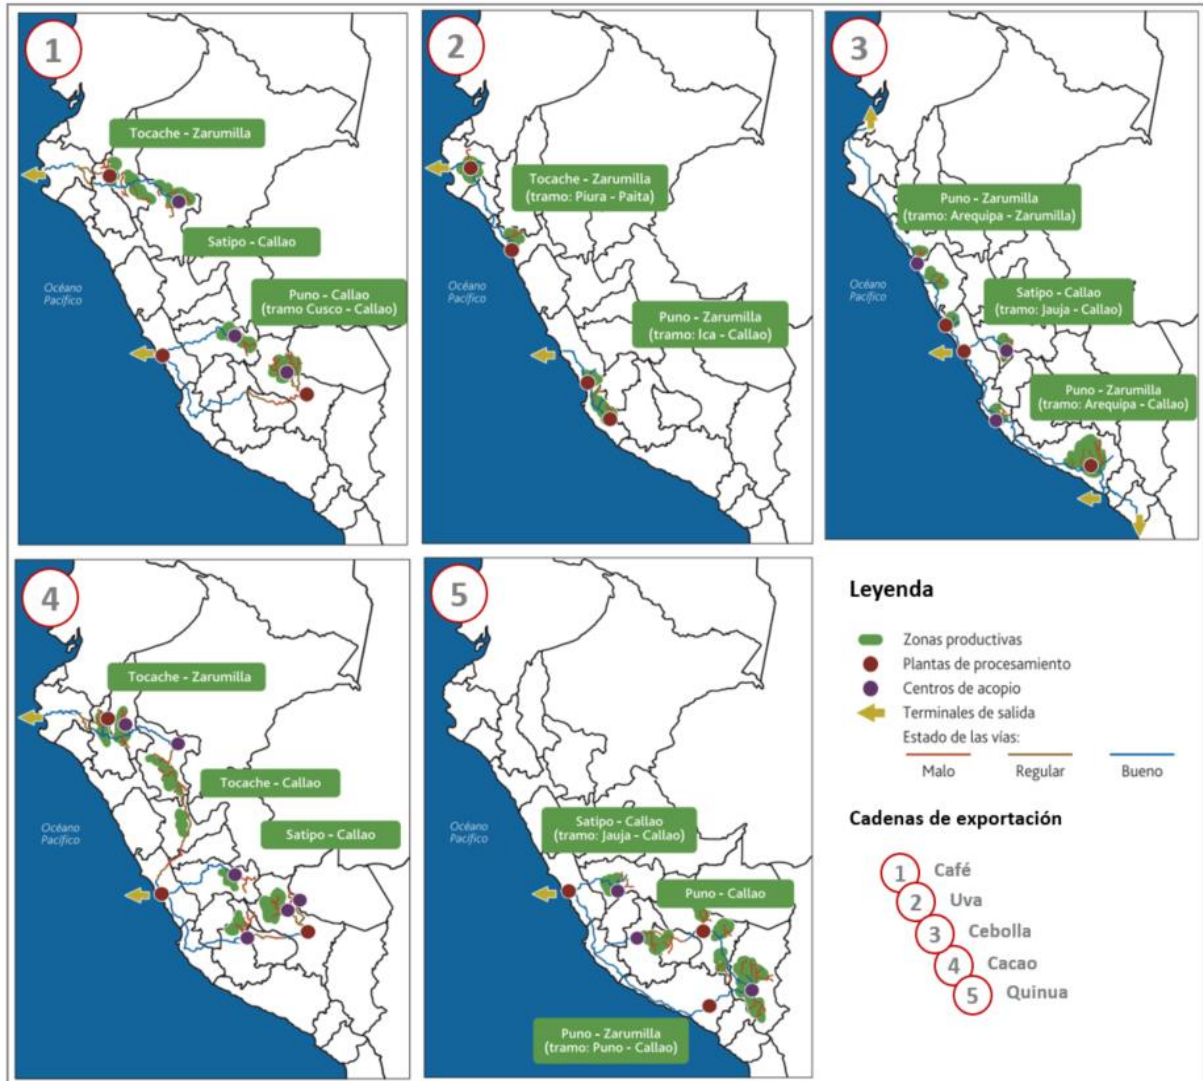 1
Tocache - Zarumilla
Satipo - Callao
Puno - Callao
(tramo Cusco - Callao)
Océano
Pacífico
2
Tocache - Zarumilla
(tramo: Piura - Paita)
Puno - Zarumilla
(tramo: Ica - Callao)
Océano
Pacífico
3
Puno - Zarumilla
(tramo: Arequipa - Zarumilla)
Satipo - Callao
(tramo: Jauja - Callao)
Puno - Zarumilla
(tramo: Arequipa - Callao)
Océano
Pacífico
4
Tocache - Zarumilla
Tocache - Callao
Satipo - Callao
Océano
Pacífico
5
Satipo - Callao
(tramo: Jauja - Callao)
Puno - Callao
Puno - Zarumilla
(tramo: Puno - Callao)
Océano
Pacífico
Leyenda
Zonas productivas
Plantas de procesamiento
Centros de acopio
Terminales de salida
Estado de las vías:
Malo Regular Bueno
Cadenas de exportación
1 Café
2 Uva
3 Cebolla
4 Cacao
5 Quinua